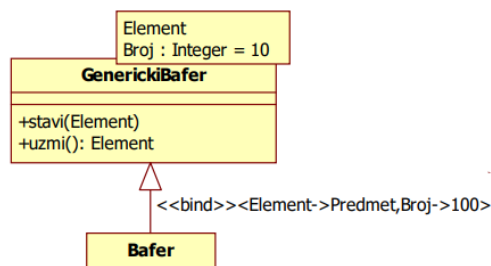 Element
Broj : Integer = 10
GenerickiBafer
+stavi(Element)
+uzmi(): Element
<<bind>><Element->Predmet,Broj->100>
Bafer